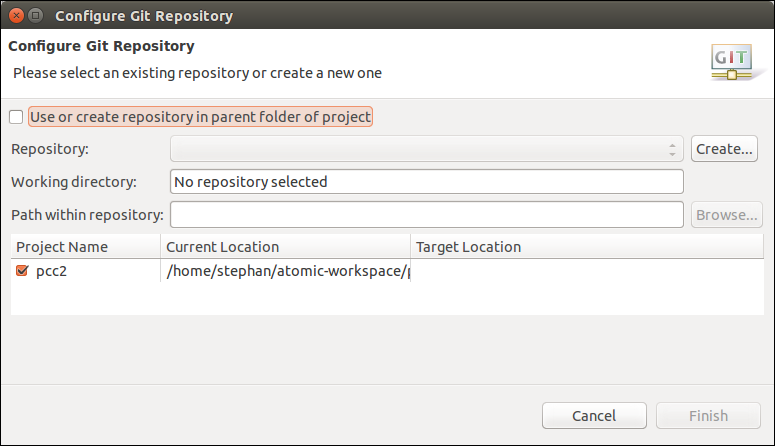 Configure Git Repository
Configure Git Repository
Please select an existing repository or create a new one
GIT
Use or create repository in parent folder of project
Repository: Create...
Working directory: No repository selected
Path within repository: Browse...
Project Name Current Location Target Location
pcc2 /home/stephan/atomic-workspace/p
Cancel Finish